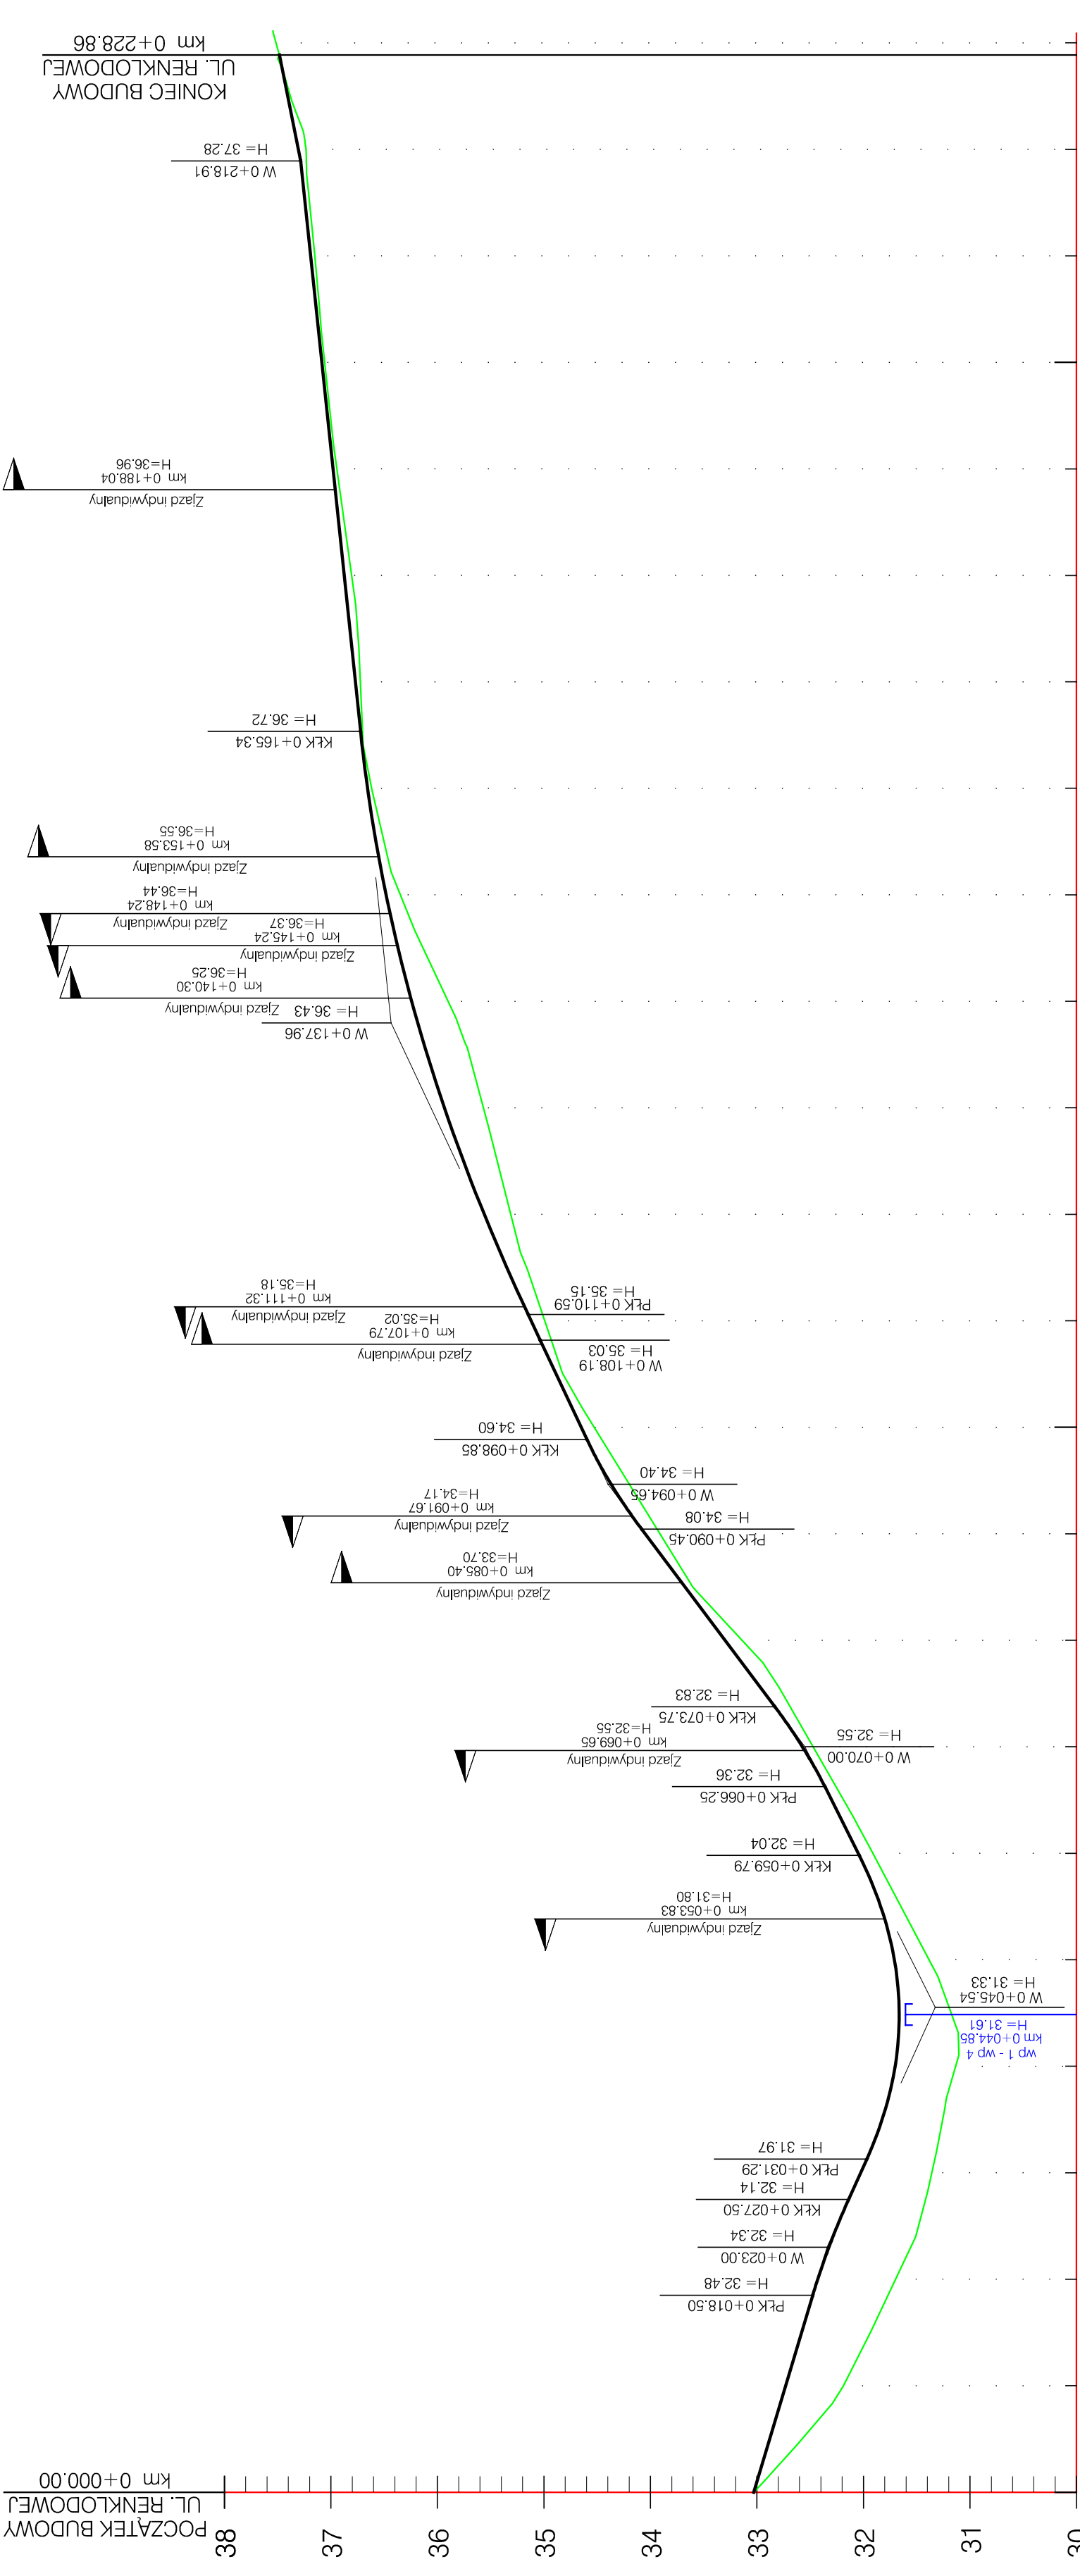 POCZĄTEK BUDOWY
UL. RENKLODOWEJ
km 0+000.00
38
37
36
35
34
33
32
31
30
PŁK 0+018.50
H= 32.48
W 0+023.00
H= 32.34
KŁK 0+027.50
H= 32.14
PŁK 0+031.29
H= 31.97
wp 1 - wp 4
km 0+044.85
H= 31.61
W 0+045.54
H= 31.33
Zjazd indywidualny
km 0+053.83
H=31.80
KŁK 0+059.79
H= 32.04
PŁK 0+066.25
H= 32.36
Zjazd indywidualny
km 0+069.65
H=32.55
W 0+070.00
H= 32.55
KŁK 0+073.75
H= 32.83
Zjazd indywidualny
km 0+085.40
H=33.70
PŁK 0+090.45
H= 34.08
Zjazd indywidualny
km 0+091.67
H=34.17
W 0+094.65
H= 34.40
KŁK 0+098.85
H= 34.60
Zjazd indywidualny
km 0+107.79
H=35.02
W 0+108.19
H= 35.03
PŁK 0+110.59
H= 35.15
Zjazd indywidualny
km 0+111.32
H=35.18
W 0+137.96
H= 36.43
Zjazd indywidualny
km 0+140.30
H=36.25
Zjazd indywidualny
km 0+145.24
H=36.37
Zjazd indywidualny
km 0+148.24
H=36.44
Zjazd indywidualny
km 0+153.58
H=36.55
KŁK 0+165.34
H= 36.72
Zjazd indywidualny
km 0+188.04
H=36.96
W 0+218.91
H= 37.28
KONIEC BUDOWY
UL. RENKLODOWEJ
km 0+228.86